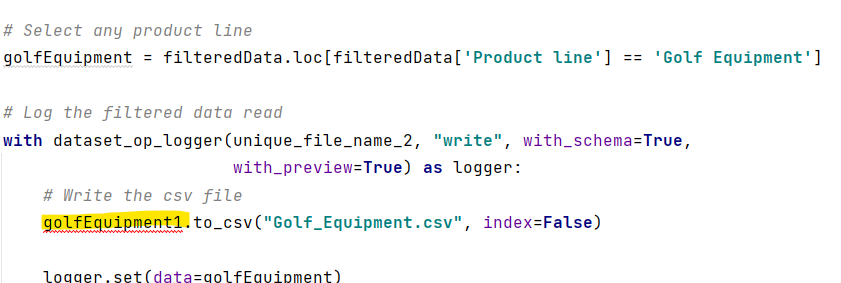 # Select any product line
golfEquipment = filteredData.loc[filteredData['Product line'] == 'Golf Equipment']
# Log the filtered data read
with dataset_op_logger(unique_file_name_2, "write", with_schema=True,
with_preview=True) as logger:
# Write the csv file
golfEquipment1.to_csv("Golf_Equipment.csv", index=False)
logger.set(data=golfEquipment)